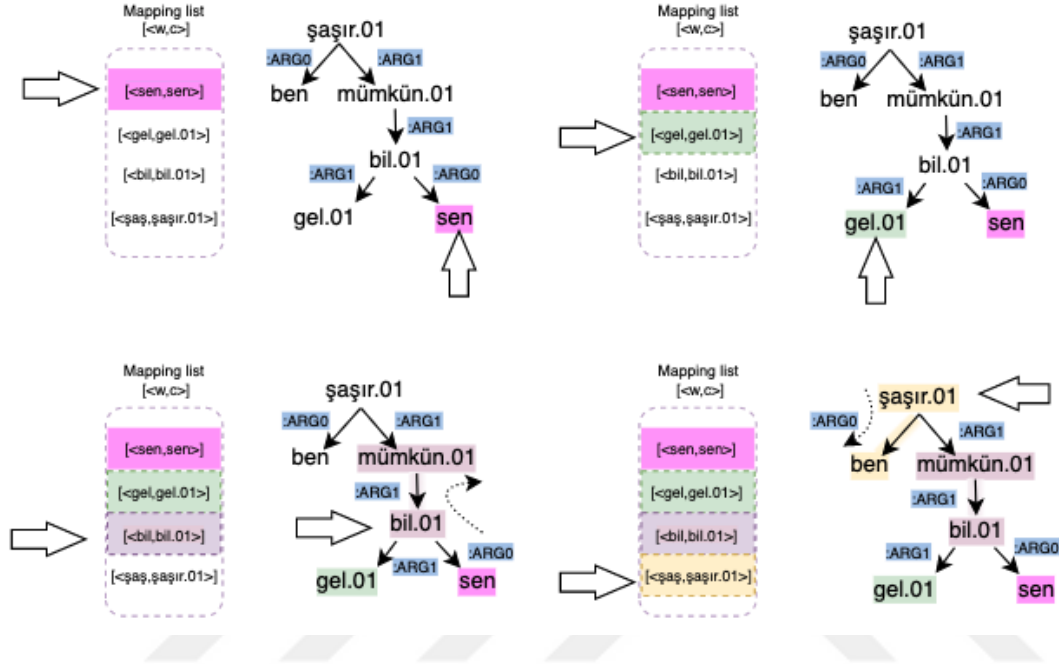 Mapping list
[<w,c>]
[<sen,sen>]
[<gel,gel.01>]
[<bil,bil.01>]
[<şaş,şaşır.01>]
şaşır.01
:ARG0 :ARG1
ben mümkün.01
:ARG1
bil.01
:ARG1 :ARG0
gel.01 sen
Mapping list
[<w,c>]
[<sen,sen>]
[<gel,gel.01>]
[<bil,bil.01>]
[<şaş,şaşır.01>]
şaşır.01
:ARG0 :ARG1
ben mümkün.01
:ARG1
bil.01
:ARG1 :ARG0
gel.01 sen
Mapping list
[<w,c>]
[<sen,sen>]
[<gel,gel.01>]
[<bil,bil.01>]
[<şaş,şaşır.01>]
şaşır.01
:ARG0 :ARG1
ben mümkün.01
:ARG1
bil.01
:ARG1 :ARG0
gel.01 sen
Mapping list
[<w,c>]
[<sen,sen>]
[<gel,gel.01>]
[<bil,bil.01>]
[<şaş,şaşır.01>]
şaşır.01
:ARG0 :ARG1
ben mümkün.01
:ARG1
bil.01
:ARG1 :ARG0
gel.01 sen